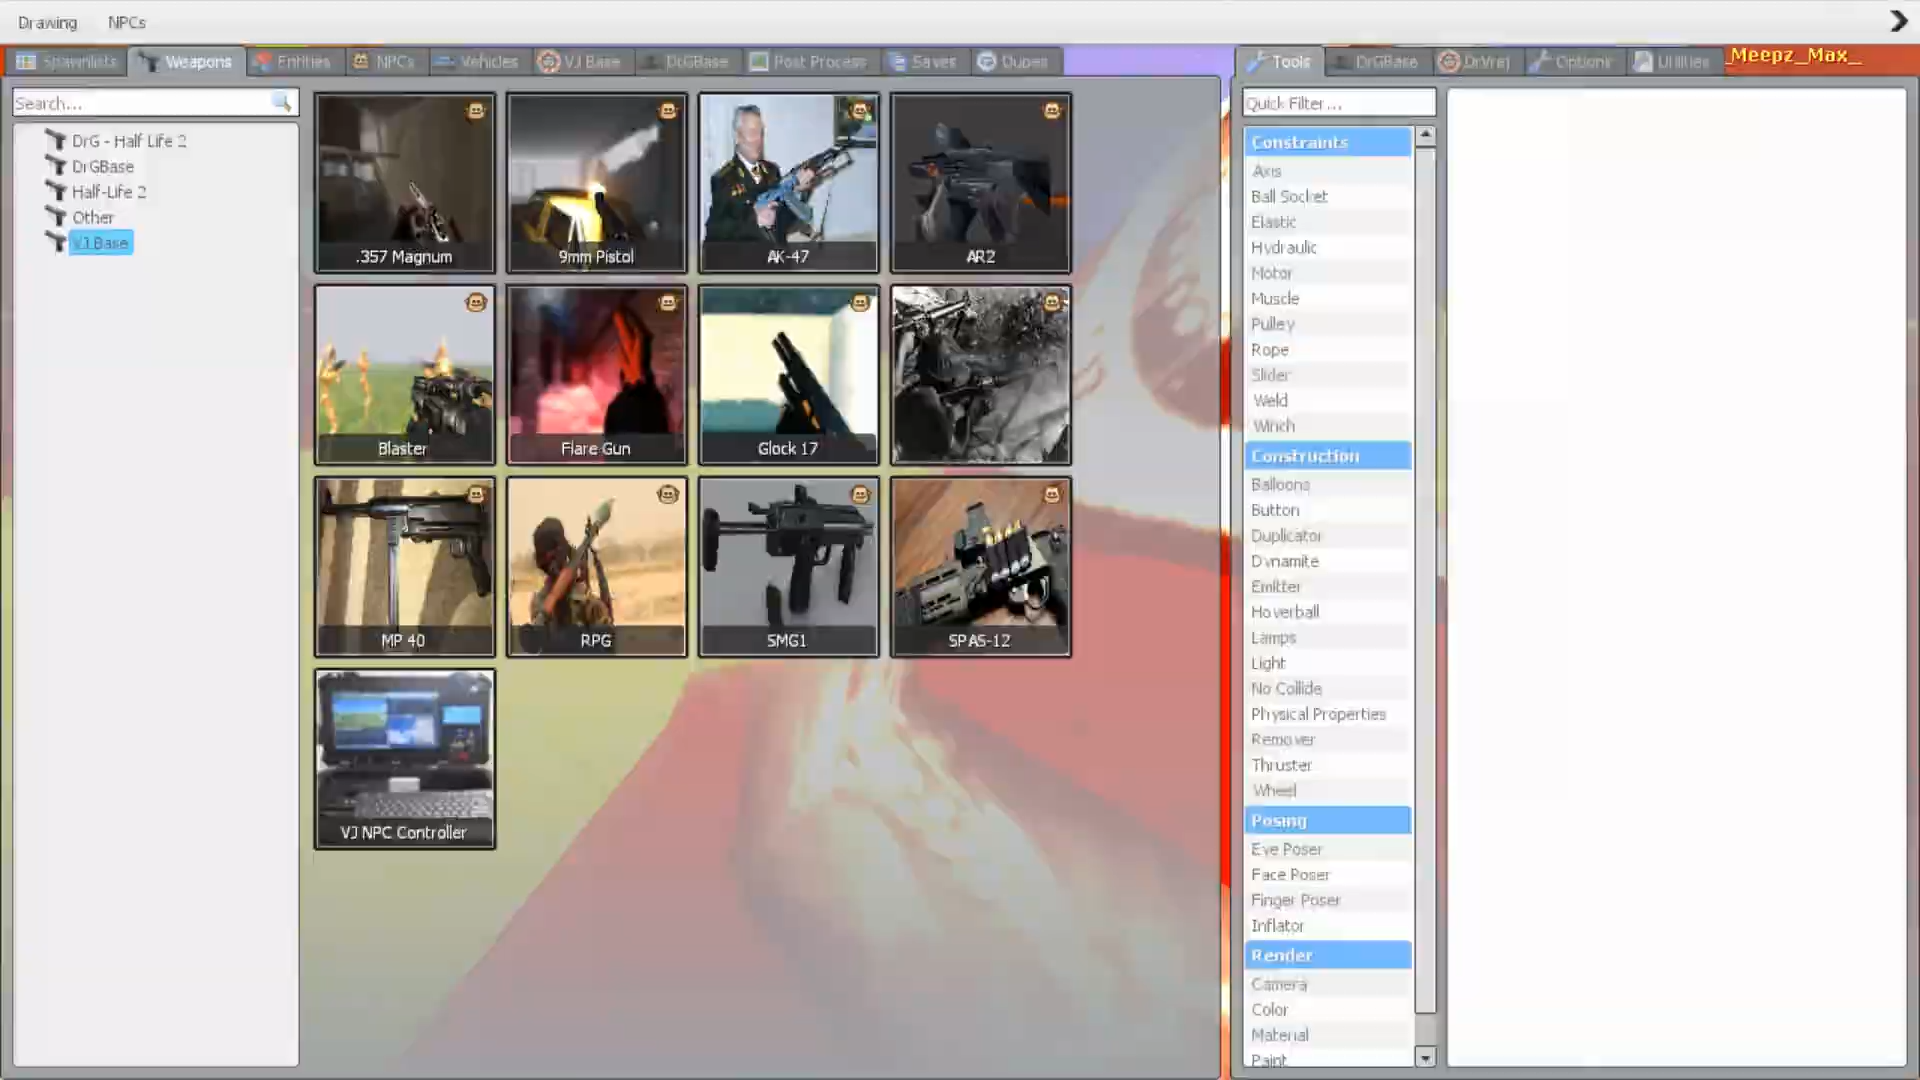 Drawing NPCs
Spawnlists Weapons Entities NPCs Vehicles VJ Base DrGBase Post Process Saves Dupes
Tools DrGBase DrVrej Options Utilities
_Meepz_Max_
Search...
DrG - Half Life 2
DrGBase
Half-Life 2
Other
VJ Base
.357 Magnum
9mm Pistol
AK-47
AR2
Blaster
Flare Gun
Glock 17
MP 40
RPG
SMG1
SPAS-12
VJ NPC Controller
Quick Filter...
Constraints
Axis
Ball Socket
Elastic
Hydraulic
Motor
Muscle
Pulley
Rope
Slider
Weld
Winch
Construction
Balloons
Button
Duplicator
Dynamite
Emitter
Hoverball
Lamps
Light
No Collide
Physical Properties
Remover
Thruster
Wheel
Posing
Eye Poser
Face Poser
Finger Poser
Inflator
Render
Camera
Color
Material
Paint